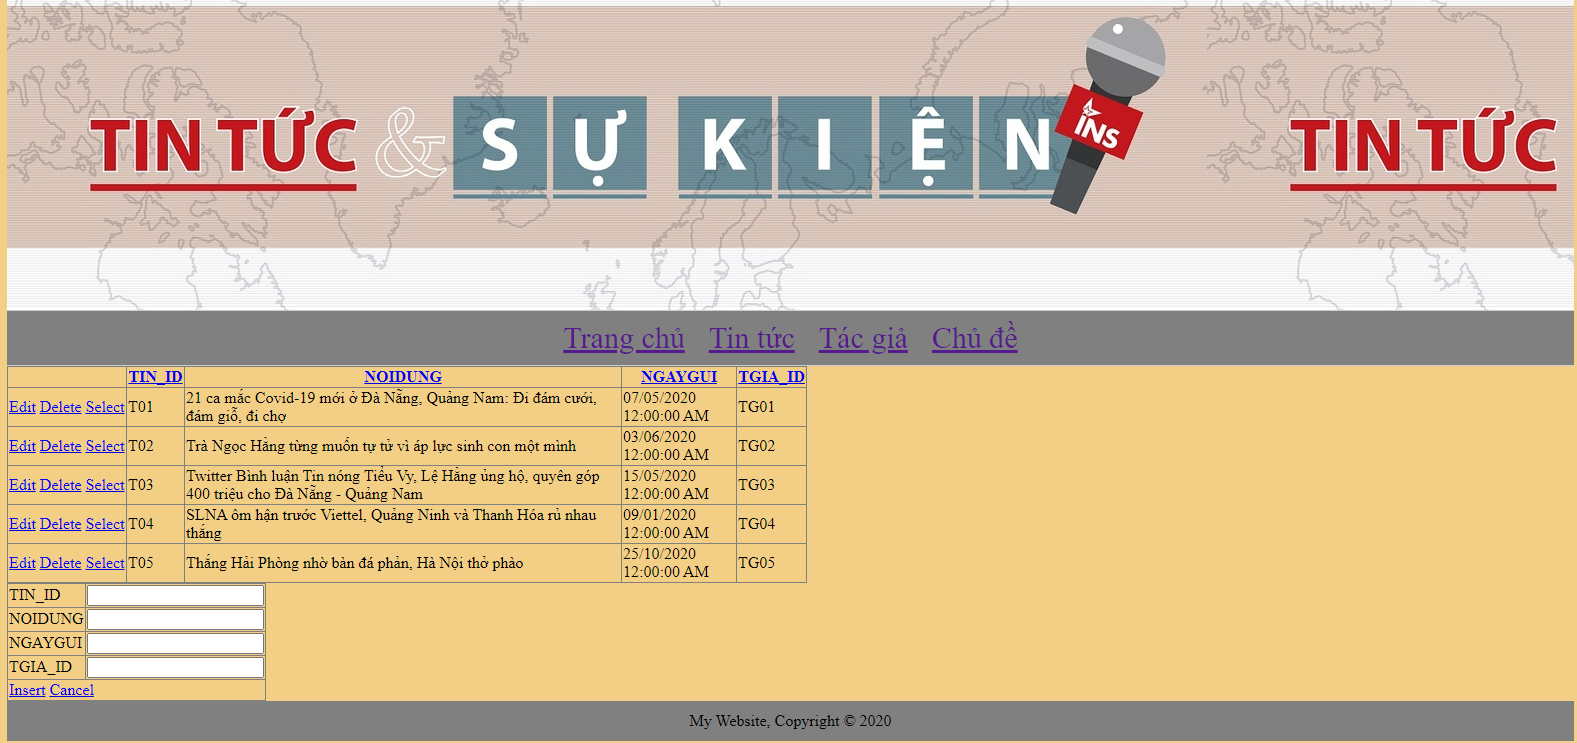 TIN TỨC & SỰ KIỆN INS TIN TỨC
Trang chủ Tin tức Tác giả Chủ đề
TIN_ID NOIDUNG NGAYGUI TGIA_ID
Edit Delete Select T01 21 ca mắc Covid-19 mới ở Đà Nẵng, Quảng Nam: Đi đám cưới, đám giỗ, đi chợ 07/05/2020 12:00:00 AM TG01
Edit Delete Select T02 Trà Ngọc Hằng từng muốn tự tử vì áp lực sinh con một mình 03/06/2020 12:00:00 AM TG02
Edit Delete Select T03 Twitter Bình luận Tin nóng Tiểu Vy, Lệ Hằng ủng hộ, quyên góp 400 triệu cho Đà Nẵng - Quảng Nam 15/05/2020 12:00:00 AM TG03
Edit Delete Select T04 SLNA ôm hận trước Viettel, Quảng Ninh và Thanh Hóa rủ nhau thắng 09/01/2020 12:00:00 AM TG04
Edit Delete Select T05 Thắng Hải Phòng nhờ bàn đá phản, Hà Nội thở phào 25/10/2020 12:00:00 AM TG05
TIN_ID
NOIDUNG
NGAYGUI
TGIA_ID
Insert Cancel
My Website, Copyright © 2020